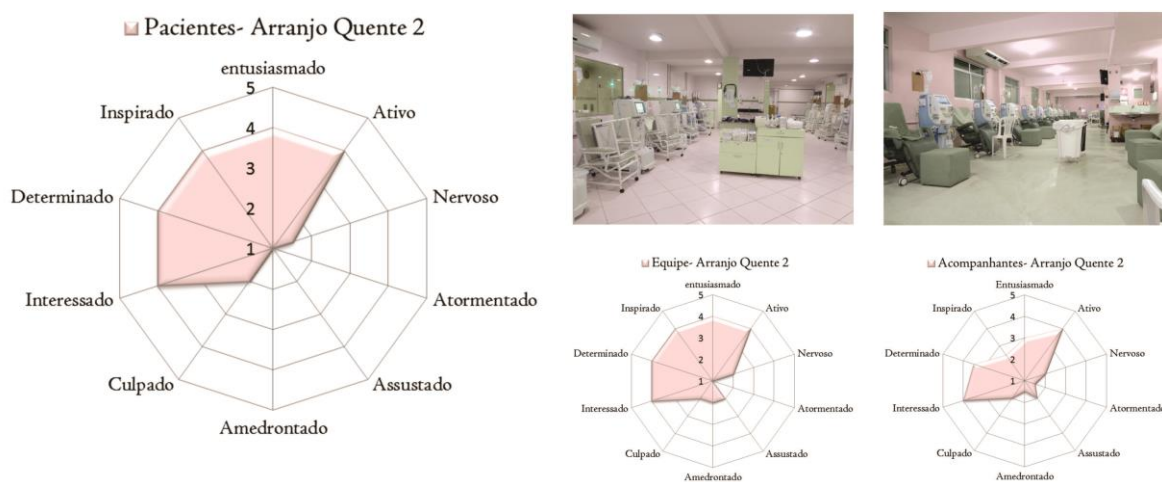 Pacientes- Arranjo Quente 2
entusiasmado
5
Inspirado
Ativo
4
3
Determinado
Nervoso
2
1
Interessado
Atormentado
Culpado
Assustado
Amedrontado
Equipe- Arranjo Quente 2
entusiasmado
5
Inspirado
Ativo
4
3
Determinado
Nervoso
2
1
Interessado
Atormentado
Culpado
Assustado
Amedrontado
Acompanhantes- Arranjo Quente 2
Entusiasmado
5
Inspirado
Ativo
4
3
Determinado
Nervoso
2
1
Interessado
Atormentado
Culpado
Assustado
Amedrontado